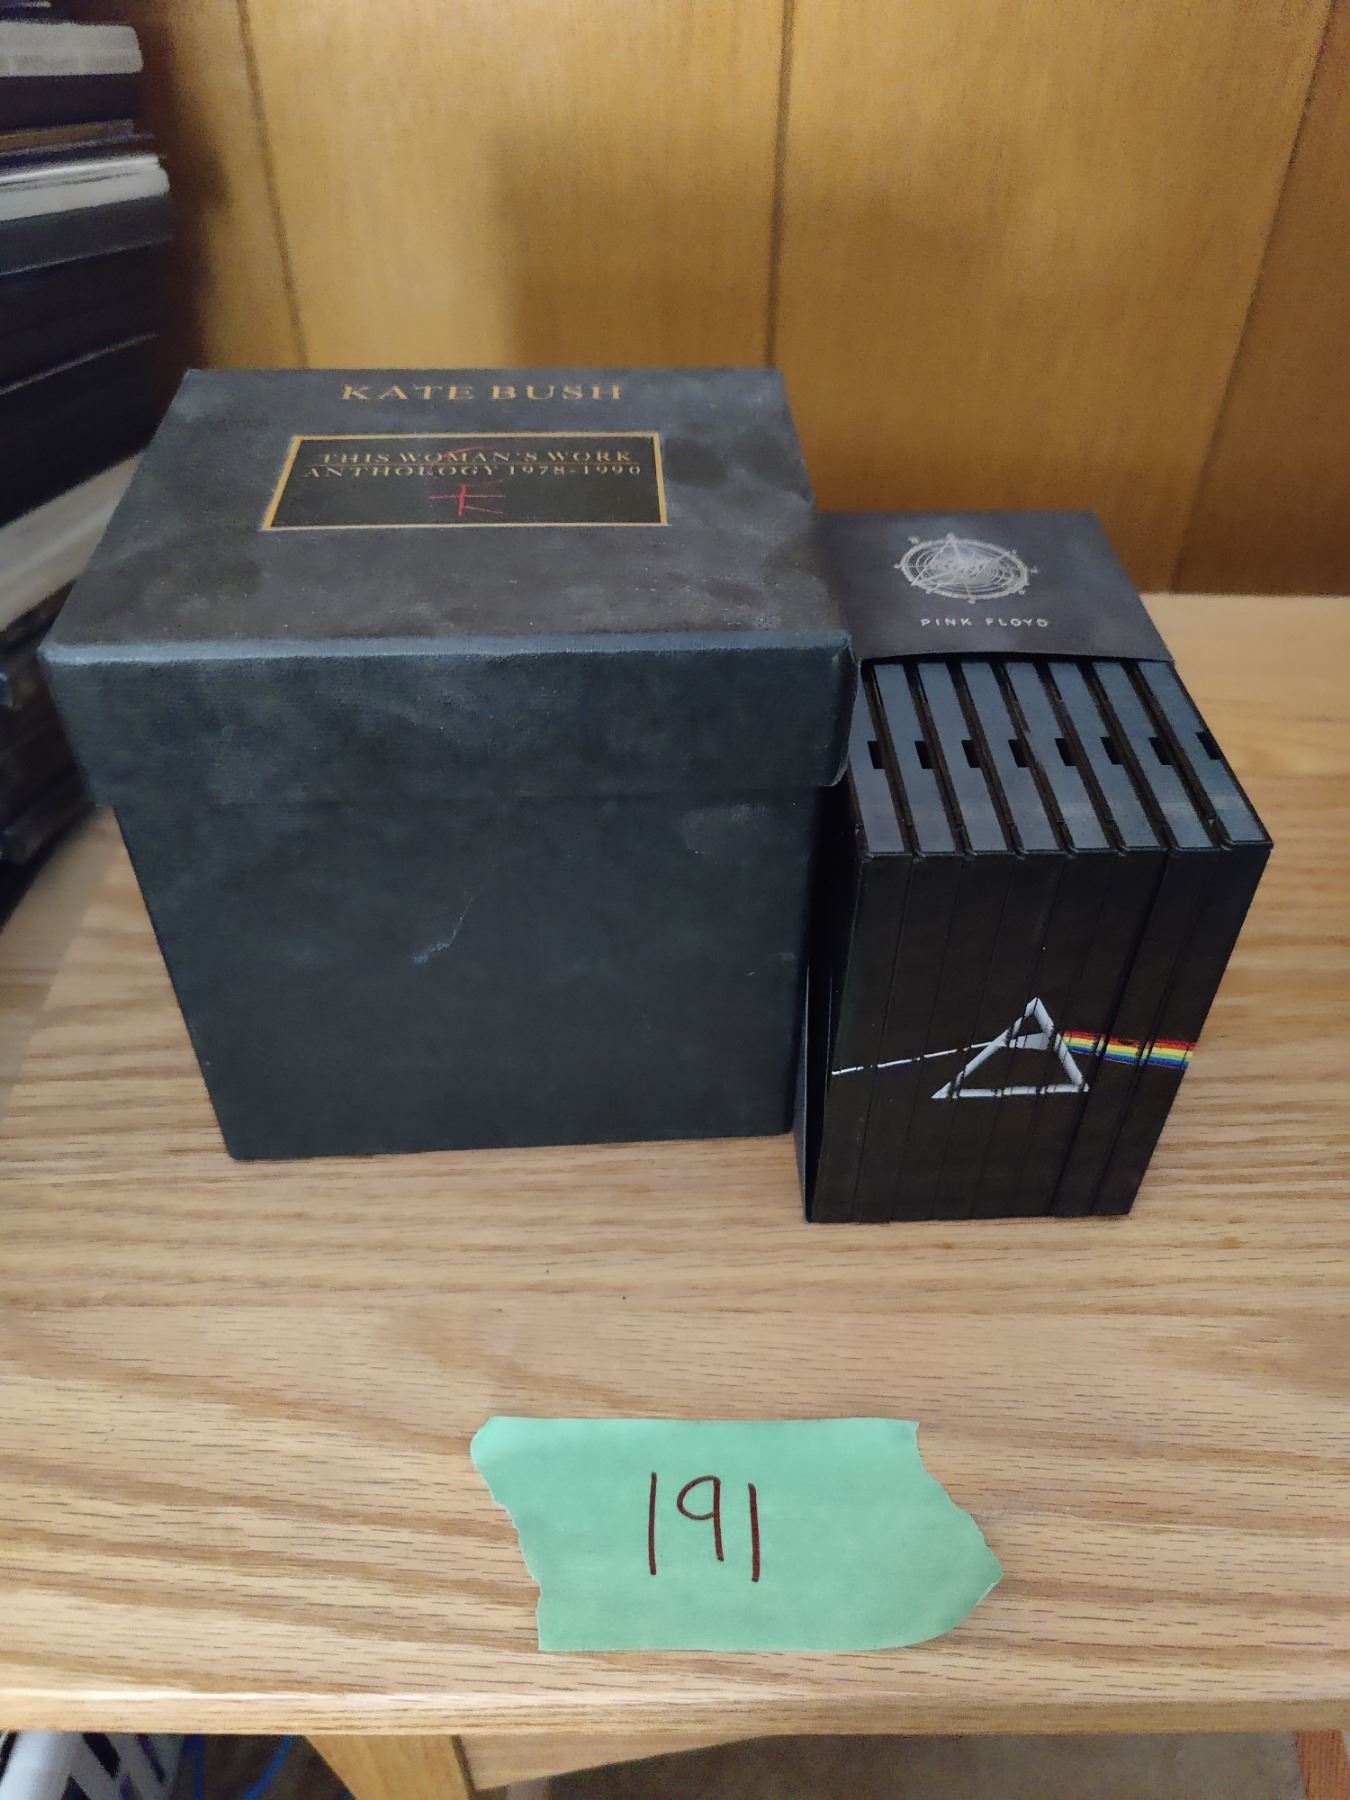 KATE BUSH
THIS WOMAN'S WORK
ANTHOLOGY 1978-1990
PINK FLOYD
191